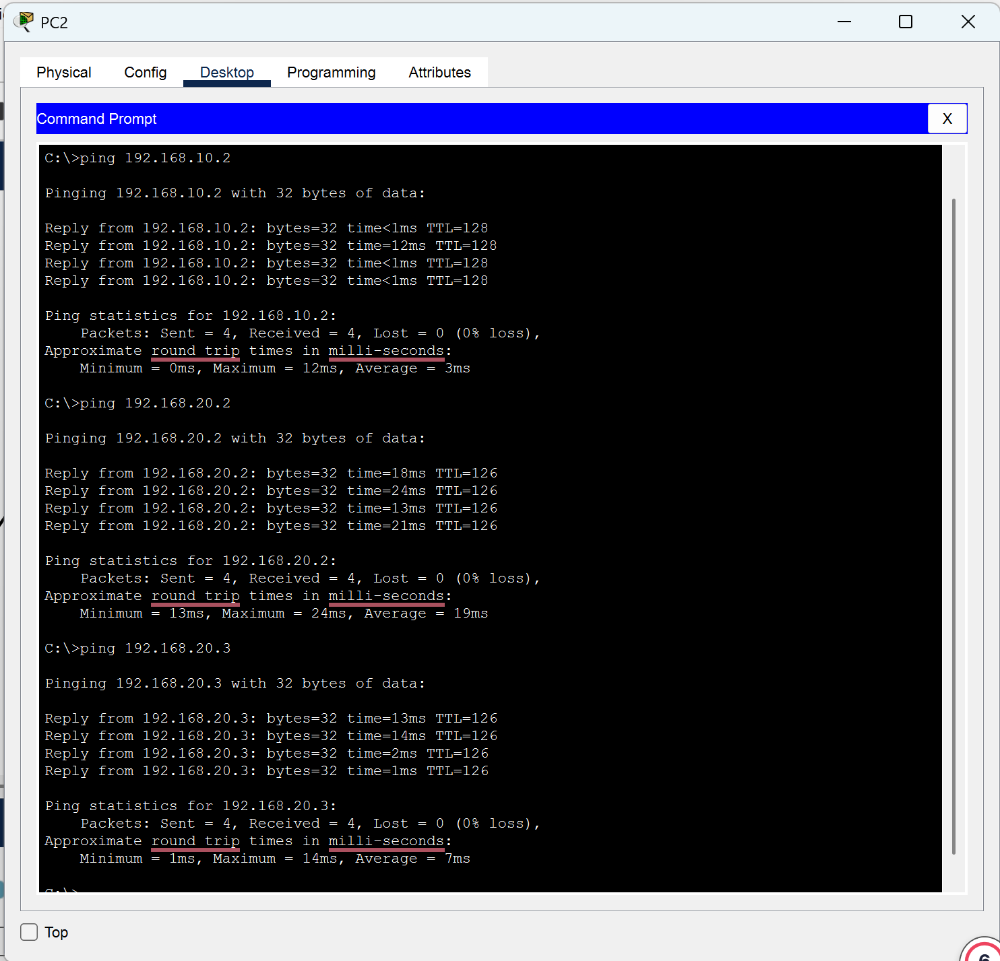 PC2
Physical Config Desktop Programming Attributes
Command Prompt X
C:\>ping 192.168.10.2
Pinging 192.168.10.2 with 32 bytes of data:
Reply from 192.168.10.2: bytes=32 time<1ms TTL=128
Reply from 192.168.10.2: bytes=32 time=12ms TTL=128
Reply from 192.168.10.2: bytes=32 time<1ms TTL=128
Reply from 192.168.10.2: bytes=32 time<1ms TTL=128
Ping statistics for 192.168.10.2:
Packets: Sent = 4, Received = 4, Lost = 0 (0% loss),
Approximate round trip times in milli-seconds:
Minimum = 0ms, Maximum = 12ms, Average = 3ms
C:\>ping 192.168.20.2
Pinging 192.168.20.2 with 32 bytes of data:
Reply from 192.168.20.2: bytes=32 time=18ms TTL=126
Reply from 192.168.20.2: bytes=32 time=24ms TTL=126
Reply from 192.168.20.2: bytes=32 time=13ms TTL=126
Reply from 192.168.20.2: bytes=32 time=21ms TTL=126
Ping statistics for 192.168.20.2:
Packets: Sent = 4, Received = 4, Lost = 0 (0% loss),
Approximate round trip times in milli-seconds:
Minimum = 13ms, Maximum = 24ms, Average = 19ms
C:\>ping 192.168.20.3
Pinging 192.168.20.3 with 32 bytes of data:
Reply from 192.168.20.3: bytes=32 time=13ms TTL=126
Reply from 192.168.20.3: bytes=32 time=14ms TTL=126
Reply from 192.168.20.3: bytes=32 time=2ms TTL=126
Reply from 192.168.20.3: bytes=32 time=1ms TTL=126
Ping statistics for 192.168.20.3:
Packets: Sent = 4, Received = 4, Lost = 0 (0% loss),
Approximate round trip times in milli-seconds:
Minimum = 1ms, Maximum = 14ms, Average = 7ms
C:\>
Top